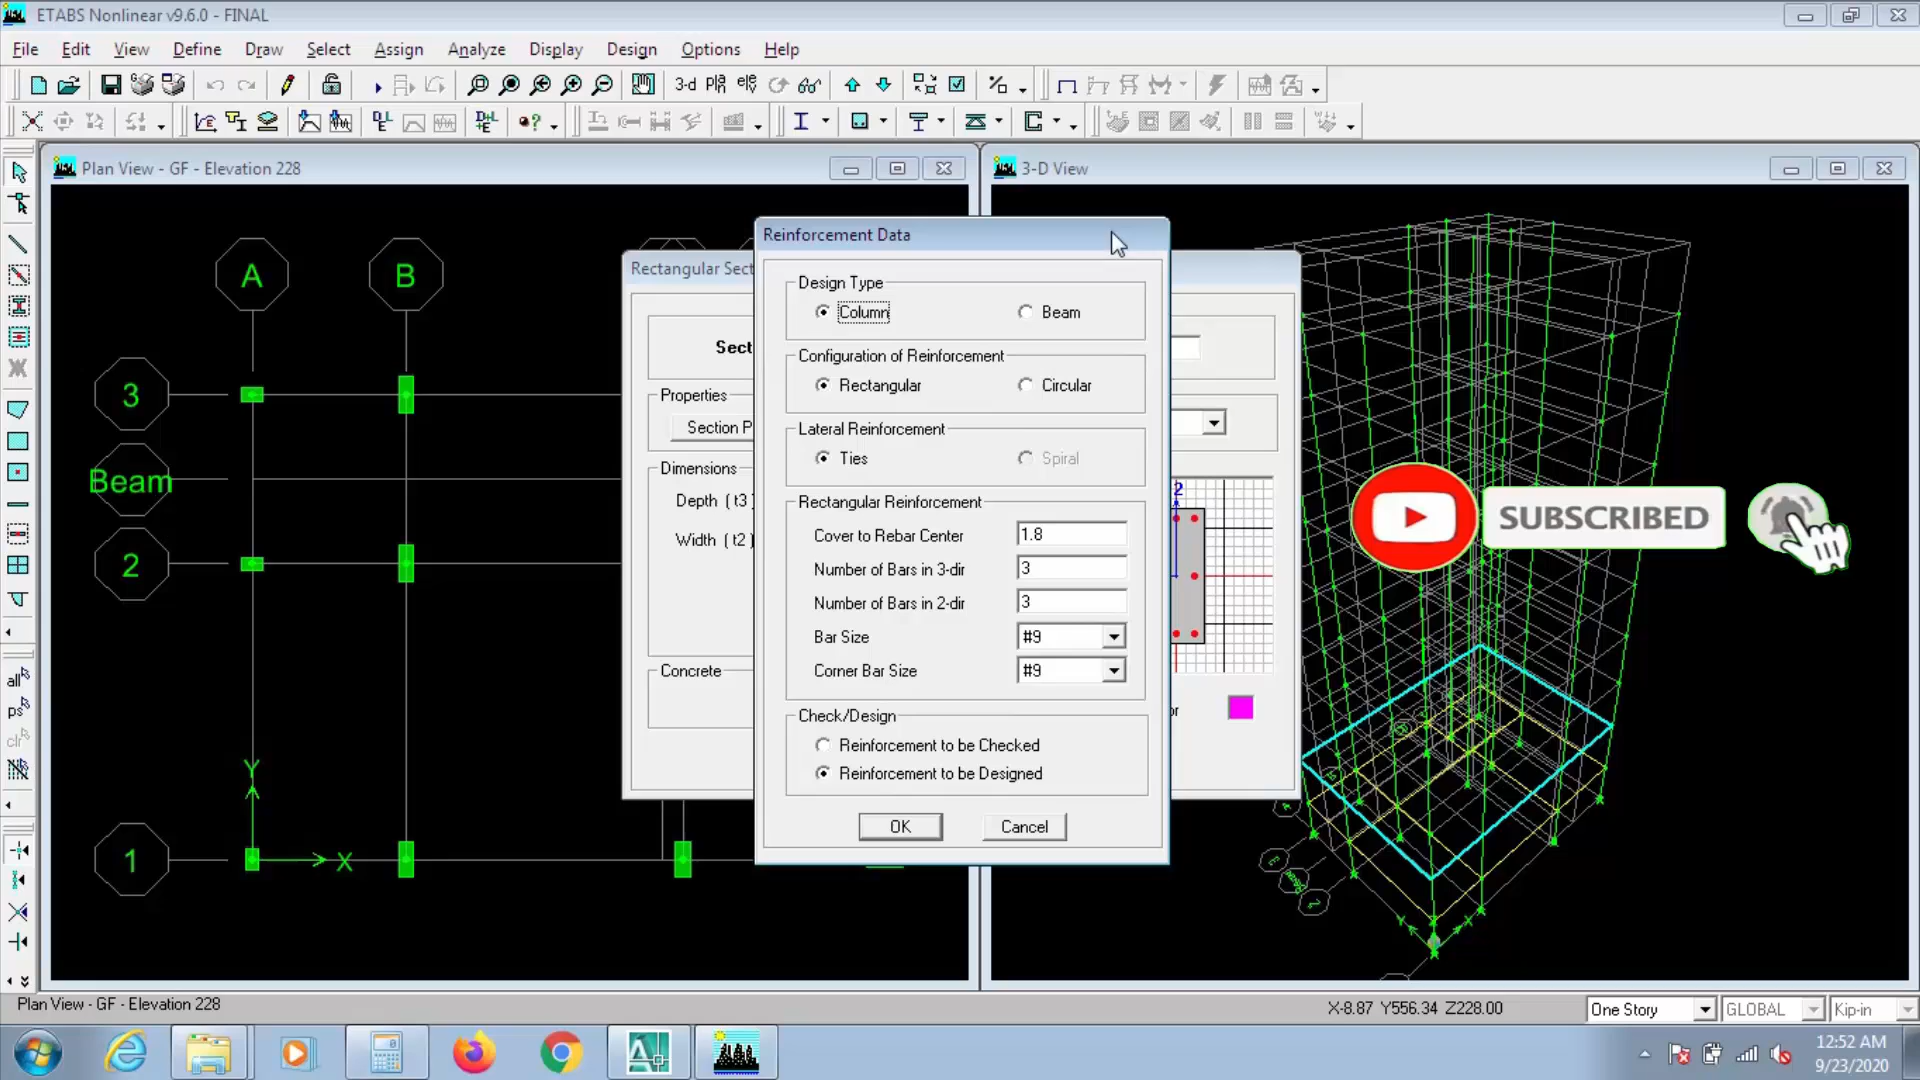 ETABS Nonlinear v9.6.0 - FINAL
File Edit View Define Draw Select Assign Analyze Display Design Options Help
3-d
Plan View - GF - Elevation 228
3-D View
A
B
3
Beam
2
1
Y
X
Rectangular Sect
Sect
Properties
Section P
Dimensions
Depth (t3
Width (t2)
Concrete
2
or
Reinforcement Data
Design Type
Column
Beam
Configuration of Reinforcement
Rectangular
Circular
Lateral Reinforcement
Ties
Spiral
Rectangular Reinforcement
Cover to Rebar Center 1.8
Number of Bars in 3-dir 3
Number of Bars in 2-dir 3
Bar Size #9
Corner Bar Size #9
Check/Design
Reinforcement to be Checked
Reinforcement to be Designed
OK Cancel
SUBSCRIBED
all
ps
clr
Plan View - GF - Elevation 228
X-8.87 Y556.34 Z228.00
One Story
GLOBAL
Kip-in
12:52 AM
9/23/2020